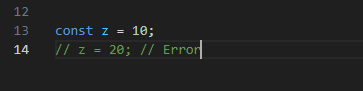 12
13 const z = 10;
14 // z = 20; // Error